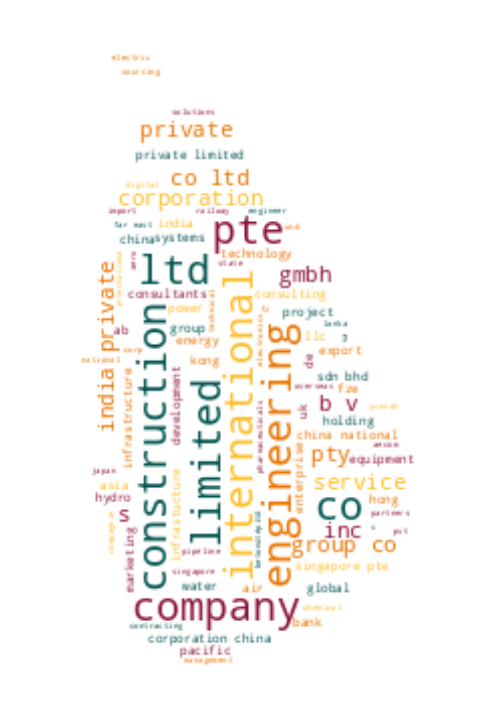 electric
sourcing
solutions
private
private limited
digital
co ltd
corporation
import
railway
engineer
far east
india
pte
china
systems
ltd
technology
state
gmbh
consultants
consulting
india private
power
project
ab
group
lanka
energy
llc
export
national
kong
de
construction
limited
international
engineering
development
infrastructure
overseas
fze
sdn bhd
uk
b v
holding
china national
pharmaceuticals
enterprise
pty
equipment
japan
asia
service
hydro
s
co
hong
partners
infrastucture
marketing
inc
pipeline
group co
singapore
singapore pte
water
air
global
company
chemical
contracting
bank
corporation china
pacific
management